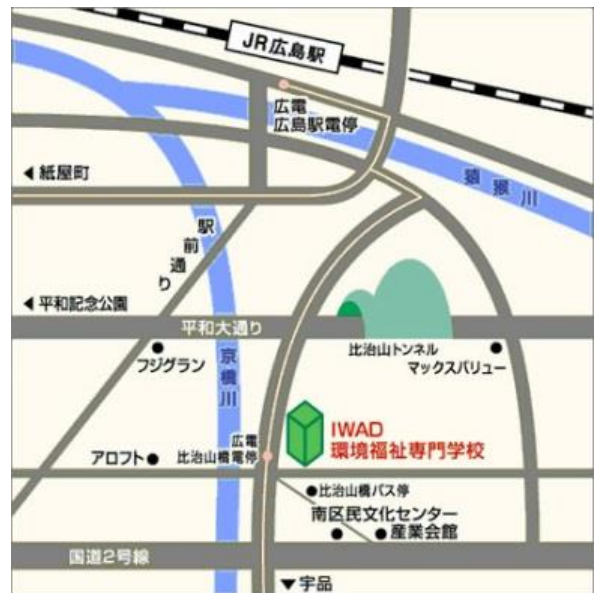 JR広島駅
広電
広島駅電停
◀紙屋町
猿猴川
駅前通り
◀平和記念公園
平和大通り
比治山トンネル
マックスバリュー
フジグラン
京橋川
IWAD
環境福祉専門学校
広電
比治山橋電停
アロフト
比治山橋バス停
南区民文化センター
産業会館
国道2号線
▼宇品